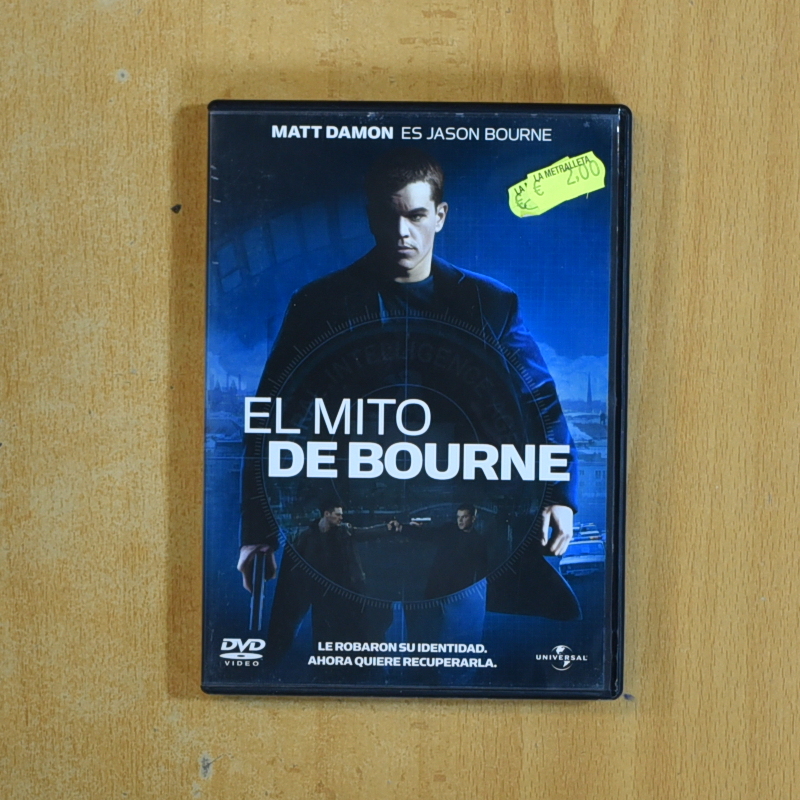 MATT DAMON ES JASON BOURNE
LA METRALLETA
€ 2,00
EL MITO
DE BOURNE
DVD
VIDEO
LE ROBARON SU IDENTIDAD.
AHORA QUIERE RECUPERARLA.
UNIVERSAL